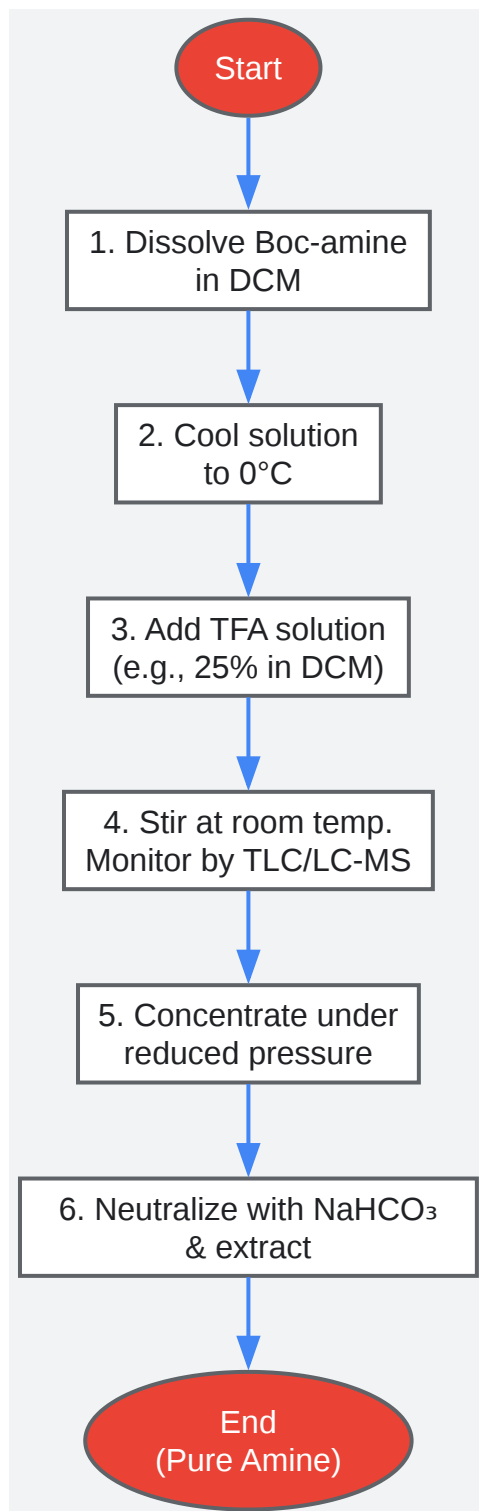 Start
1. Dissolve Boc-amine
in DCM
2. Cool solution
to 0°C
3. Add TFA solution
(e.g., 25% in DCM)
4. Stir at room temp.
Monitor by TLC/LC-MS
5. Concentrate under
reduced pressure
6. Neutralize with NaHCO₃
& extract
End
(Pure Amine)